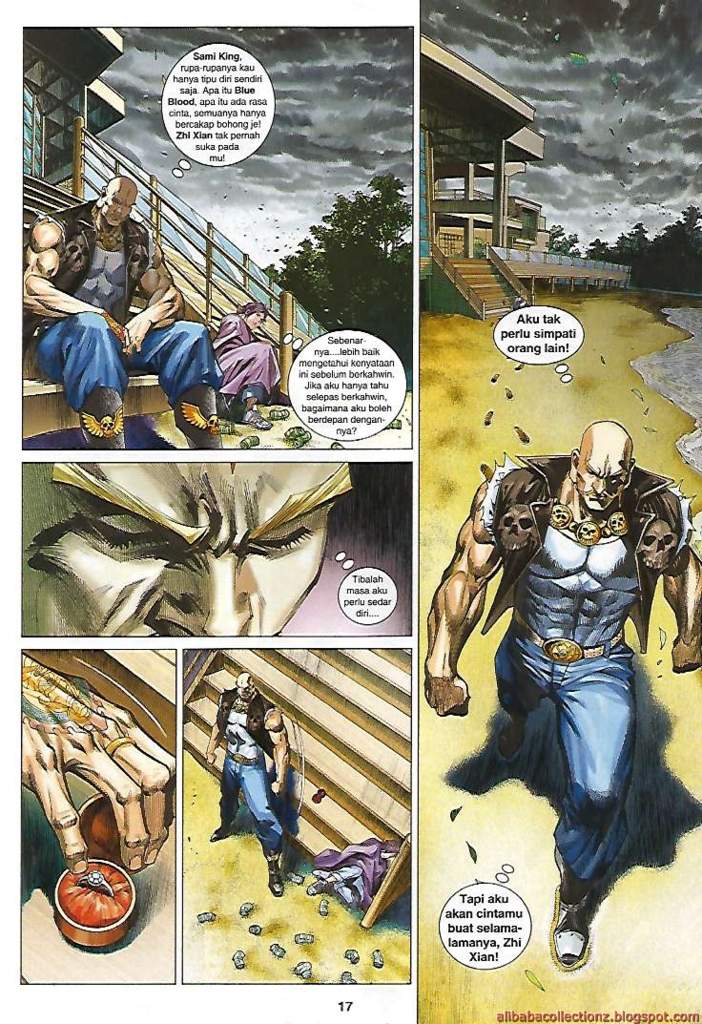 Sami King,
rupa-rupanya kau
hanya tipu diri sendiri
saja. Apa itu Blue
Blood, apa itu ada rasa
cinta, semuanya hanya
bercakap bohong je!
Zhi Xian tak pernah
suka pada
mu!
Sebenar-
nya....lebih baik
mengetahui kenyataan
ini sebelum berkahwin.
Jika aku hanya tahu
selepas berkahwin,
bagaimana aku boleh
berdepan dengan-
nya?
Tibalah
masa aku
perlu sedar
diri....
Aku tak
perlu simpati
orang lain!
Tapi aku
akan cintamu
buat selama-
lamanya, Zhi
Xian!
17
alibabacollectionz.blogspot.com